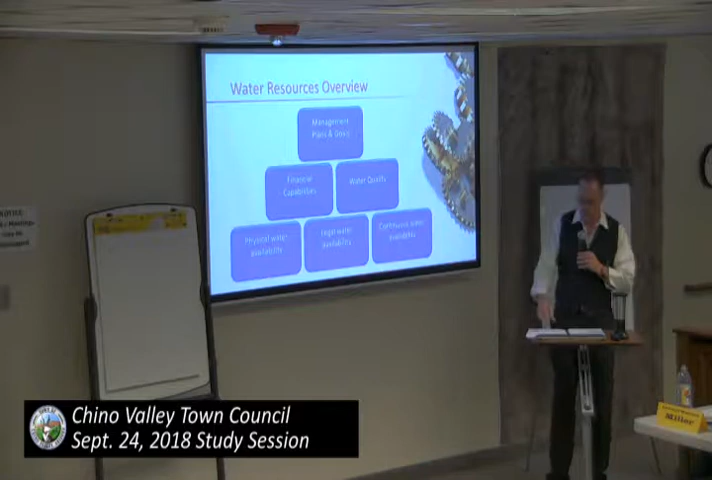 Water Resources Overview
Management
Plans & Goals
Financial
Capabilities
Water Quality
Physical water
availability
Legal water
availability
Continuous water
availability
Miller
Chino Valley Town Council
Sept. 24, 2018 Study Session